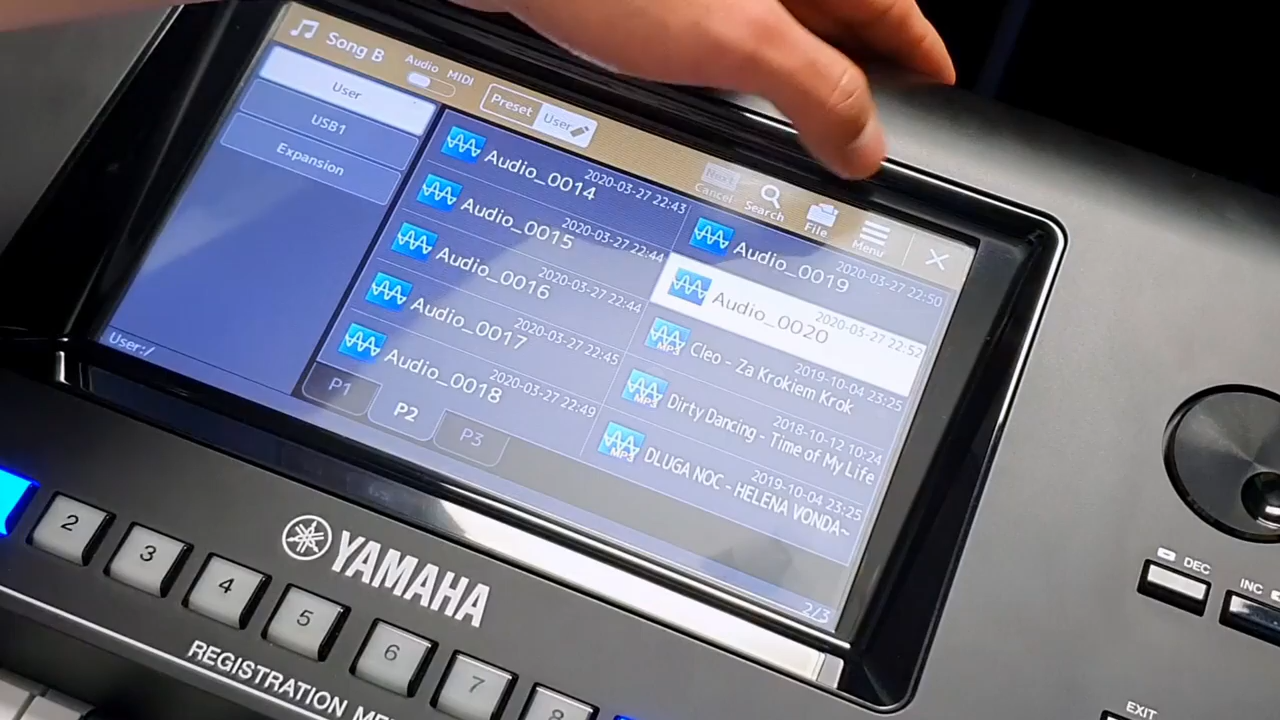 Song B
Audio MIDI
Preset User
Next
Cancel
Search
File
Menu
User
USB1
Expansion
User:/
Audio_0014
2020-03-27 22:43
Audio_0015
2020-03-27 22:44
Audio_0016
2020-03-27 22:44
Audio_0017
2020-03-27 22:45
Audio_0018
2020-03-27 22:49
Audio_0019
2020-03-27 22:50
Audio_0020
2020-03-27 22:52
MP3
Cleo - Za Krokiem Krok
2019-10-04 23:25
MP3
Dirty Dancing - Time of My Life
2018-10-12 10:24
MP3
DLUGA NOC - HELENA VONDA~
2019-10-04 23:25
P1 P2 P3
2/3
YAMAHA
2 3 4 5 6 7 8
REGISTRATION ME
DEC
INC
EXIT